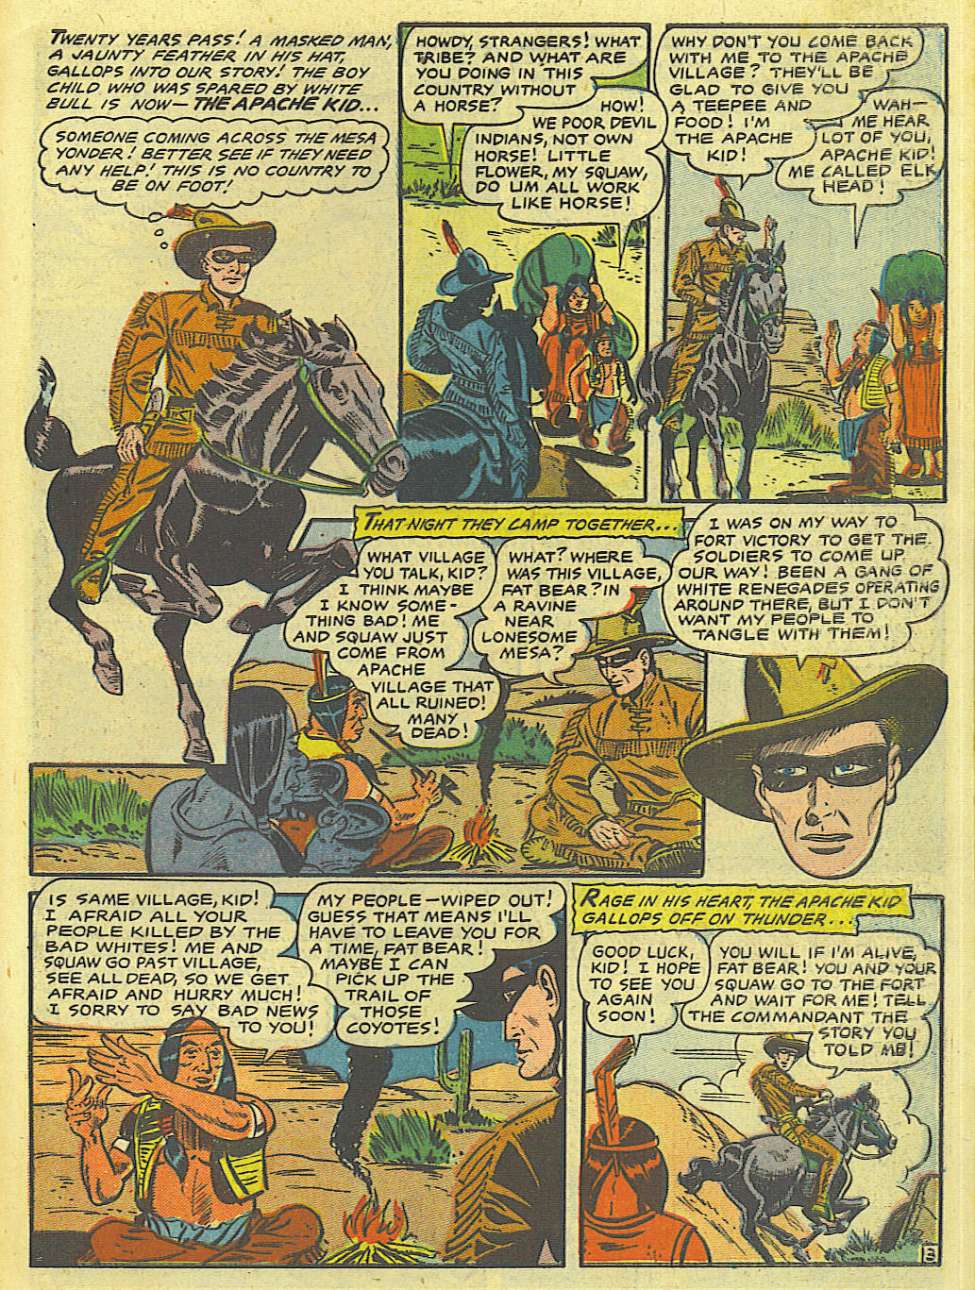 TWENTY YEARS PASS! A MASKED MAN,
A JAUNTY FEATHER IN HIS HAT,
GALLOPS INTO OUR STORY! THE BOY
CHILD WHO WAS SPARED BY WHITE
BULL IS NOW— THE APACHE KID...
SOMEONE COMING ACROSS THE MESA
YONDER! BETTER SEE IF THEY NEED
ANY HELP! THIS IS NO COUNTRY TO
BE ON FOOT!
HOWDY, STRANGERS! WHAT
TRIBE? AND WHAT ARE
YOU DOING IN THIS
COUNTRY WITHOUT
A HORSE?
HOW!
WE POOR DEVIL
INDIANS, NOT OWN
HORSE! LITTLE
FLOWER, MY SQUAW,
DO UM ALL WORK
LIKE HORSE!
WHY DON'T YOU COME BACK
WITH ME TO THE APACHE
VILLAGE? THEY'LL BE
GLAD TO GIVE YOU
A TEEPEE AND
FOOD! I'M
THE APACHE
KID!
WAH—
ME HEAR
LOT OF YOU,
APACHE KID!
ME CALLED ELK
HEAD!
THAT NIGHT THEY CAMP TOGETHER...
WHAT VILLAGE
YOU TALK, KID?
I THINK MAYBE
I KNOW SOME-
THING BAD! ME
AND SQUAW JUST
COME FROM
APACHE
VILLAGE THAT
ALL RUINED!
MANY
DEAD!
WHAT? WHERE
WAS THIS VILLAGE,
FAT BEAR? IN
A RAVINE
NEAR
LONESOME
MESA?
I WAS ON MY WAY TO
FORT VICTORY TO GET THE
SOLDIERS TO COME UP
OUR WAY! BEEN A GANG OF
WHITE RENEGADES OPERATING
AROUND THERE, BUT I DON'T
WANT MY PEOPLE TO
TANGLE WITH THEM!
IS SAME VILLAGE, KID!
I AFRAID ALL YOUR
PEOPLE KILLED BY THE
BAD WHITES! ME AND
SQUAW GO PAST VILLAGE,
SEE ALL DEAD, SO WE GET
AFRAID AND HURRY MUCH!
I SORRY TO SAY BAD NEWS
TO YOU!
MY PEOPLE—WIPED OUT!
GUESS THAT MEANS I'LL
HAVE TO LEAVE YOU FOR
A TIME, FAT BEAR!
MAYBE I CAN
PICK UP THE
TRAIL OF
THOSE
COYOTES!
RAGE IN HIS HEART, THE APACHE KID
GALLOPS OFF ON THUNDER...
GOOD LUCK,
KID! I HOPE
TO SEE YOU
AGAIN
SOON!
YOU WILL IF I'M ALIVE,
FAT BEAR! YOU AND YOUR
SQUAW GO TO THE FORT
AND WAIT FOR ME! TELL
THE COMMANDANT THE
STORY YOU
TOLD ME!
3